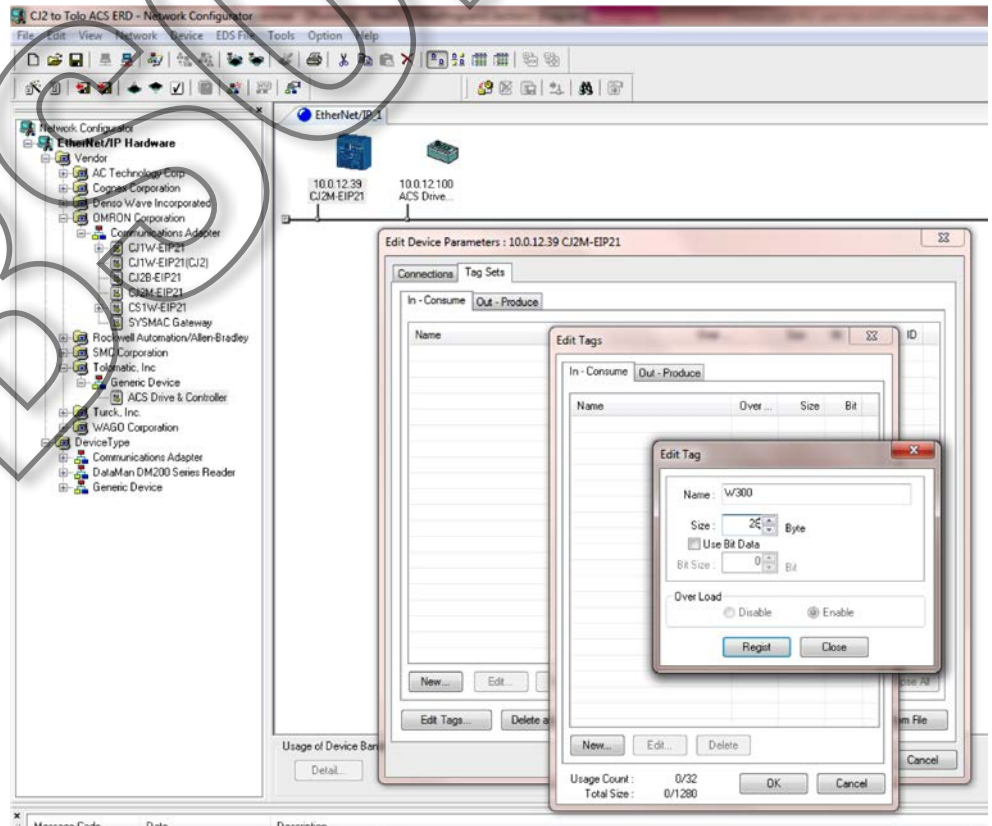 CJ2 to Tolo ACS ERD - Network Configurator
File Edit View Network Device EDS File Tools Option Help
EtherNet/IP_1
Network Configurator
EtherNet/IP Hardware
Vendor
AC Technology Corp
Cognex Corporation
Denso Wave Incorporated
OMRON Corporation
Communications Adapter
CJ1W-EIP21
CJ1W-EIP21(CJ2)
CJ2B-EIP21
CJ2M-EIP21
CS1W-EIP21
SYSMAC Gateway
Rockwell Automation/Allen-Bradley
SMC Corporation
Tolomatic, Inc
Generic Device
ACS Drive & Controller
Turck, Inc.
WAGO Corporation
DeviceType
Communications Adapter
DataMan DM200 Series Reader
Generic Device
10.0.12.39
CJ2M-EIP21
10.0.12.100
ACS Drive...
Edit Device Parameters : 10.0.12.39 CJ2M-EIP21
Connections Tag Sets
In - Consume Out - Produce
Name ID
New... Edit...
Edit Tags... Delete
Cancel
Usage of Device
Detail...
Edit Tags
In - Consume Out - Produce
Name Over ... Size Bit
New... Edit... Delete
Usage Count : 0/32
Total Size : 0/1280
OK Cancel
Edit Tag
Name : W300
Size : Byte
Use Bit Data
Bit Size : 0 Bit
Over Load
Disable Enable
Regist Close
Message Code Date Description